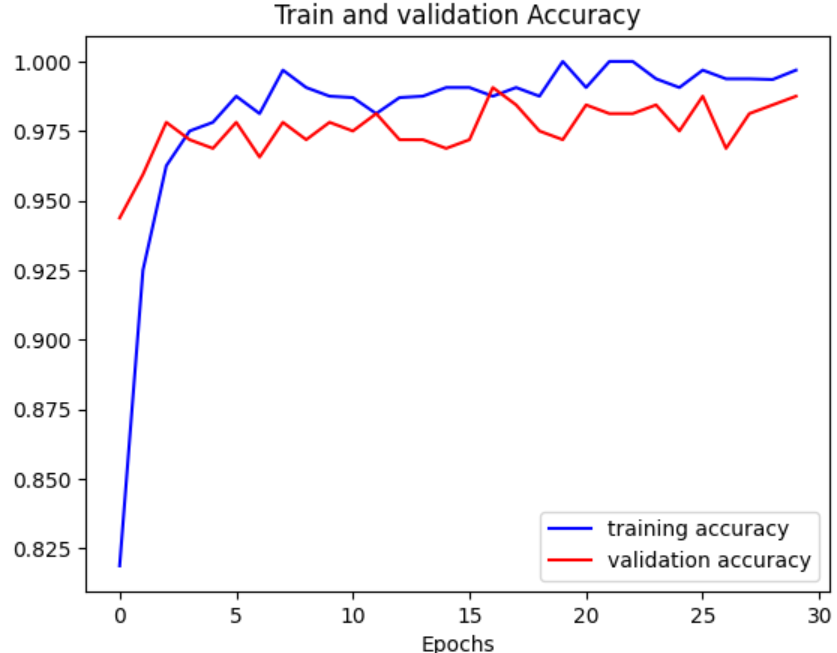 Train and validation Accuracy
1.000
0.975
0.950
0.925
0.900
0.875
0.850
0.825
training accuracy
validation accuracy
0 5 10 15 20 25 30
Epochs